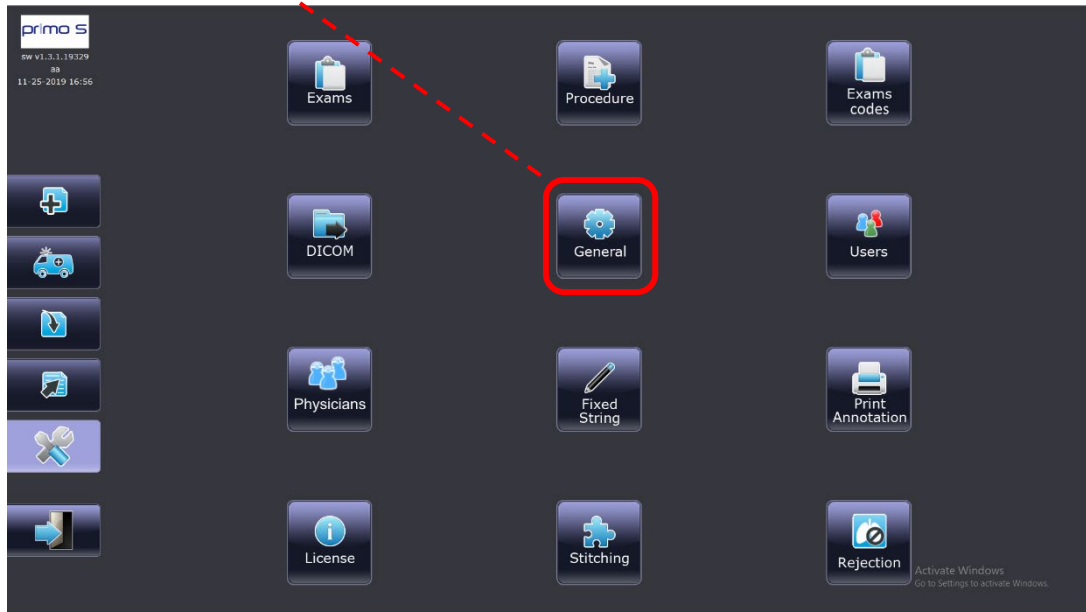 primo S
sw v1.3.1.19329
aa
11-25-2019 16:56
Exams
Procedure
Exams
codes
DICOM
General
Users
Physicians
Fixed
String
Print
Annotation
License
Stitching
Rejection
Activate Windows
Go to Settings to activate Windows.